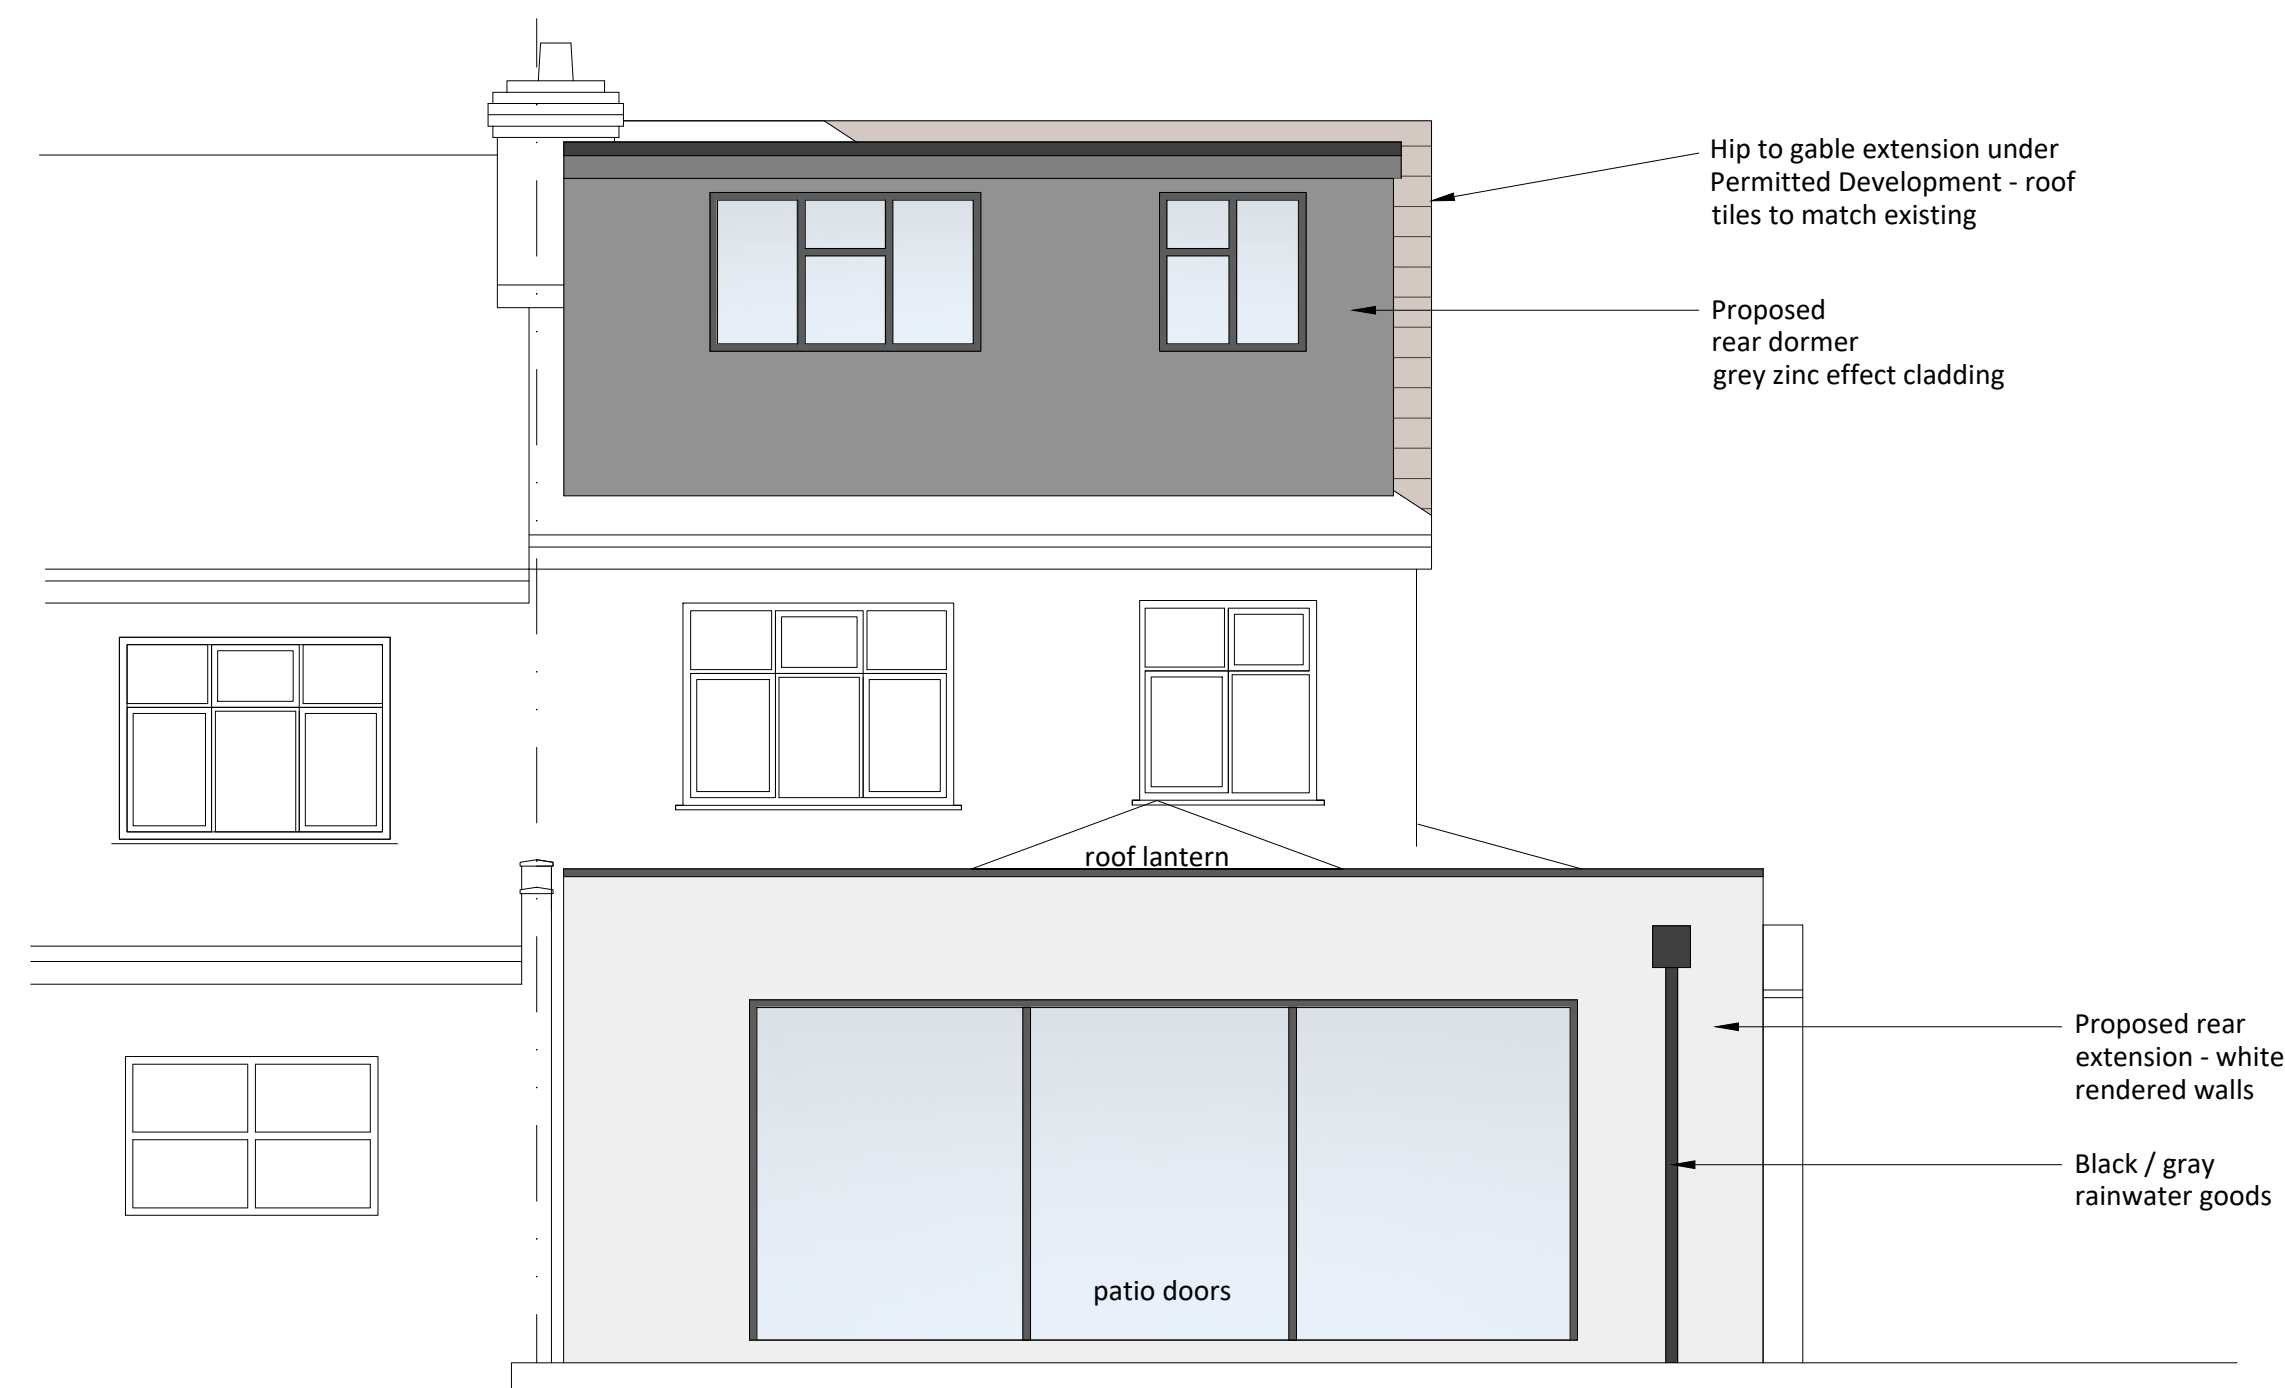 Hip to gable extension under
Permitted Development - roof
tiles to match existing
Proposed
rear dormer
grey zinc effect cladding
roof lantern
Proposed rear
extension - white
rendered walls
Black / gray
rainwater goods
patio doors